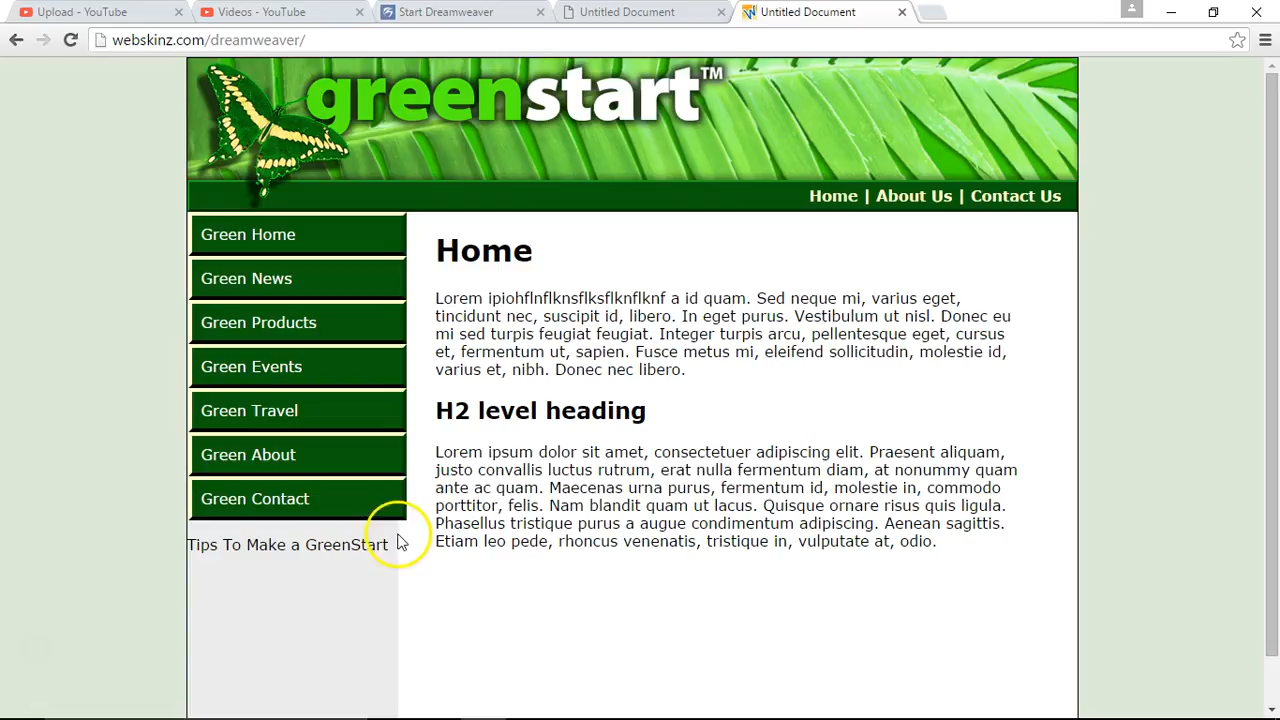 Upload - YouTube
Videos - YouTube
Start Dreamweaver
Untitled Document
Untitled Document
webskinz.com/dreamweaver/
greenstart™
Home | About Us | Contact Us
Green Home
Green News
Green Products
Green Events
Green Travel
Green About
Green Contact
Tips To Make a GreenStart
Home
Lorem ipiohflnflknsflksflknflknf a id quam. Sed neque mi, varius eget,
tincidunt nec, suscipit id, libero. In eget purus. Vestibulum ut nisl. Donec eu
mi sed turpis feugiat feugiat. Integer turpis arcu, pellentesque eget, cursus
et, fermentum ut, sapien. Fusce metus mi, eleifend sollicitudin, molestie id,
varius et, nibh. Donec nec libero.
H2 level heading
Lorem ipsum dolor sit amet, consectetuer adipiscing elit. Praesent aliquam,
justo convallis luctus rutrum, erat nulla fermentum diam, at nonummy quam
ante ac quam. Maecenas urna purus, fermentum id, molestie in, commodo
porttitor, felis. Nam blandit quam ut lacus. Quisque ornare risus quis ligula.
Phasellus tristique purus a augue condimentum adipiscing. Aenean sagittis.
Etiam leo pede, rhoncus venenatis, tristique in, vulputate at, odio.